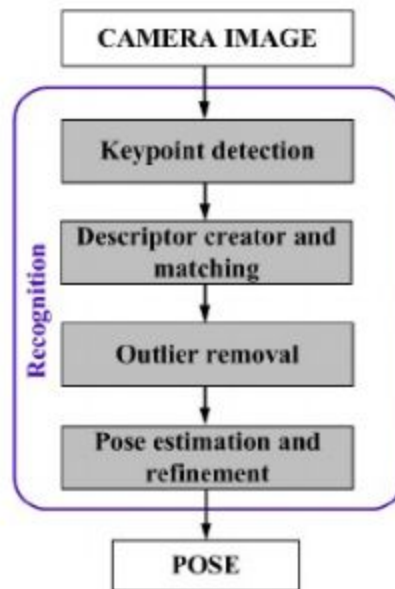 CAMERA IMAGE
Recognition
Keypoint detection
Descriptor creator and
matching
Outlier removal
Pose estimation and
refinement
POSE